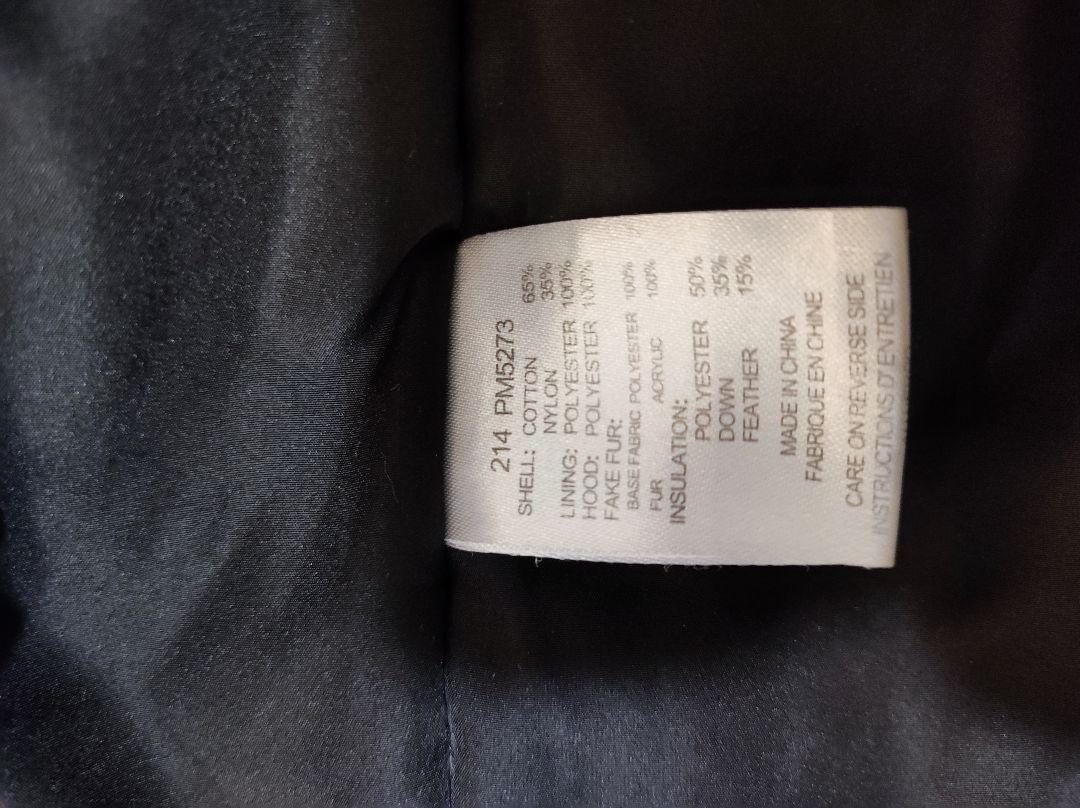 214 PM5273
SHELL: COTTON 65%
NYLON 35%
LINING: POLYESTER 100%
HOOD: POLYESTER 100%
FAKE FUR:
BASE FABRIC POLYESTER 100%
FUR ACRYLIC 100%
INSULATION:
POLYESTER 50%
DOWN 35%
FEATHER 15%
MADE IN CHINA
FABRIQUE EN CHINE
CARE ON REVERSE SIDE
INSTRUCTIONS D'ENTRETIEN